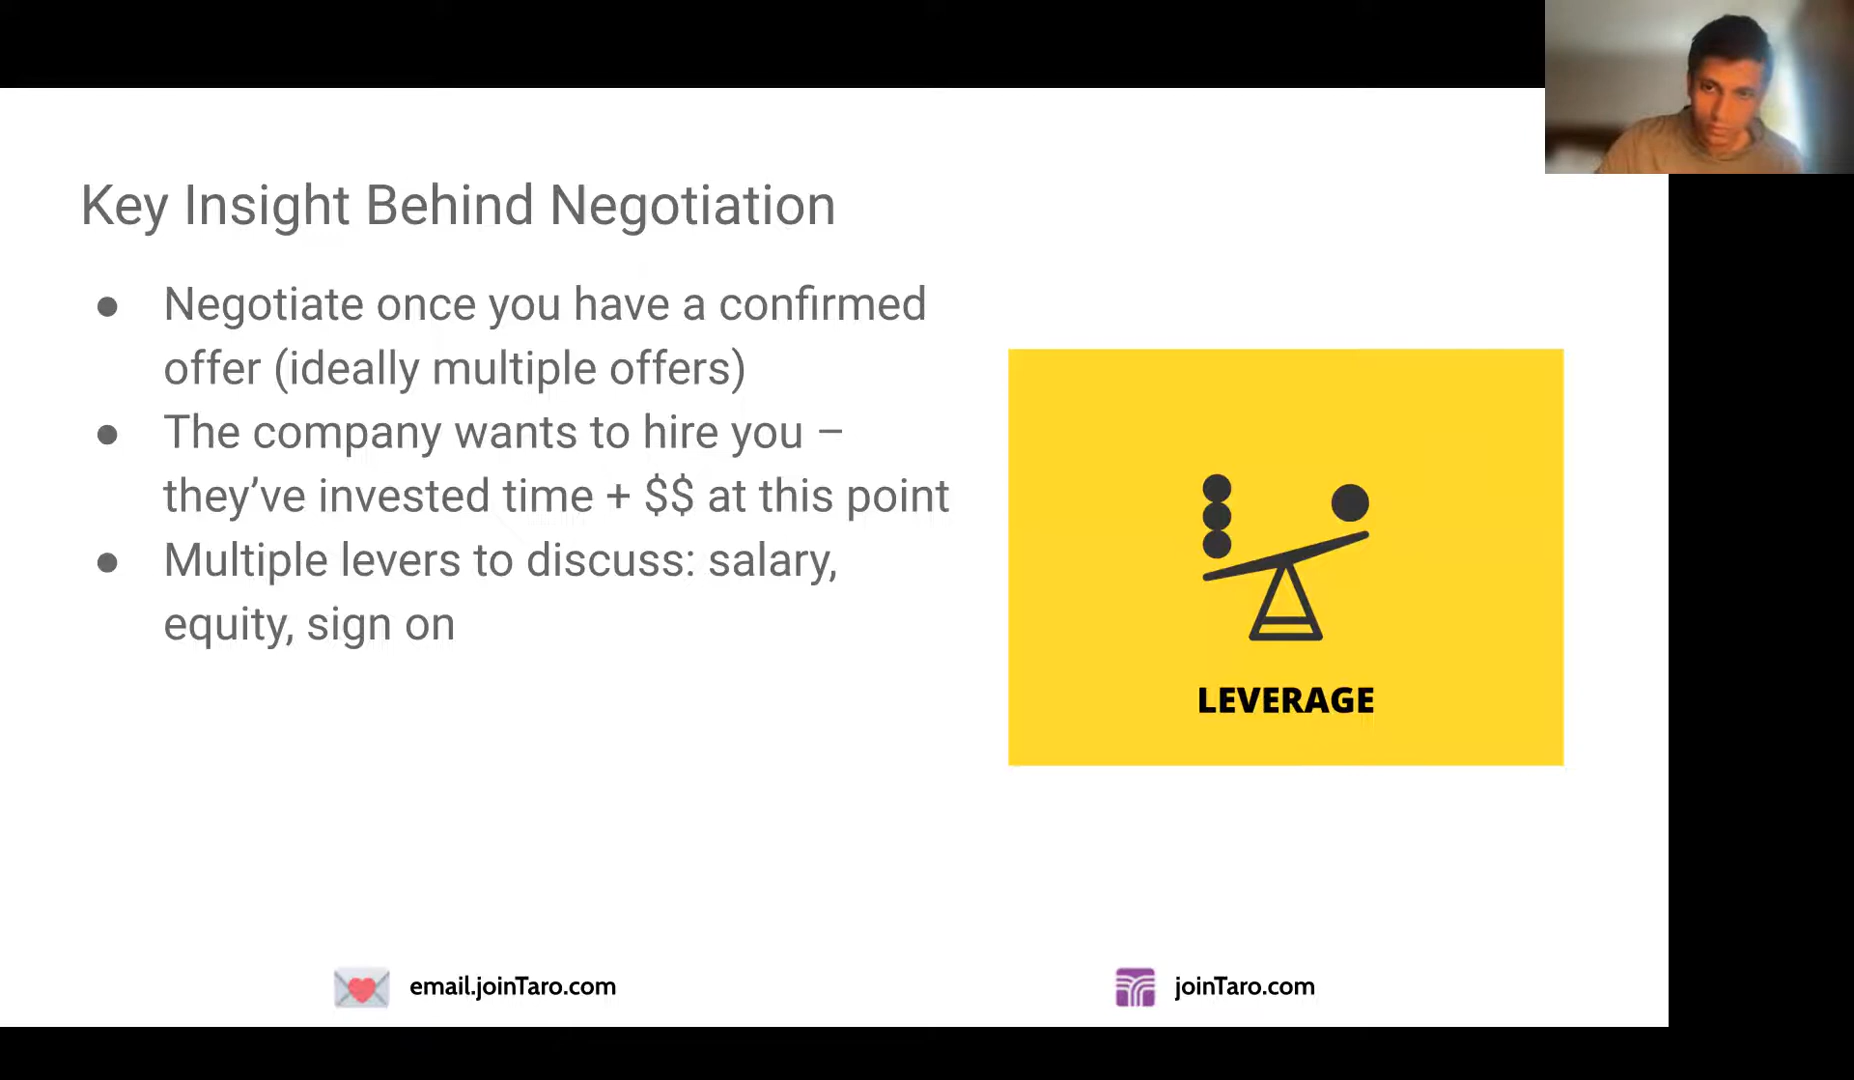 Key Insight Behind Negotiation
● Negotiate once you have a confirmed
offer (ideally multiple offers)
● The company wants to hire you –
they’ve invested time + $$ at this point
● Multiple levers to discuss: salary,
equity, sign on
LEVERAGE
email.joinTaro.com
joinTaro.com